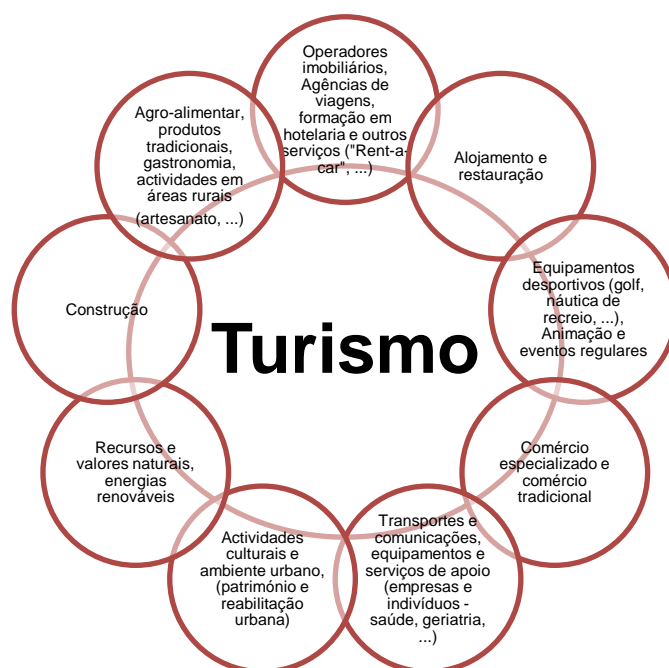 Operadores
imobiliários,
Agências de
viagens,
formação em
hotelaria e outros
serviços ("Rent-a-
car", ...)
Alojamento e
restauração
Equipamentos
desportivos (golf,
náutica de
recreio, ...),
Animação e
eventos regulares
Comércio
especializado e
comércio
tradicional
Transportes e
comunicações,
equipamentos e
serviços de apoio
(empresas e
indivíduos -
saúde, geriatria,
...)
Actividades
culturais e
ambiente urbano,
(património e
reabilitação
urbana)
Recursos e
valores naturais,
energias
renováveis
Construção
Agro-alimentar,
produtos
tradicionais,
gastronomia,
actividades em
áreas rurais
(artesanato, ...)
Turismo